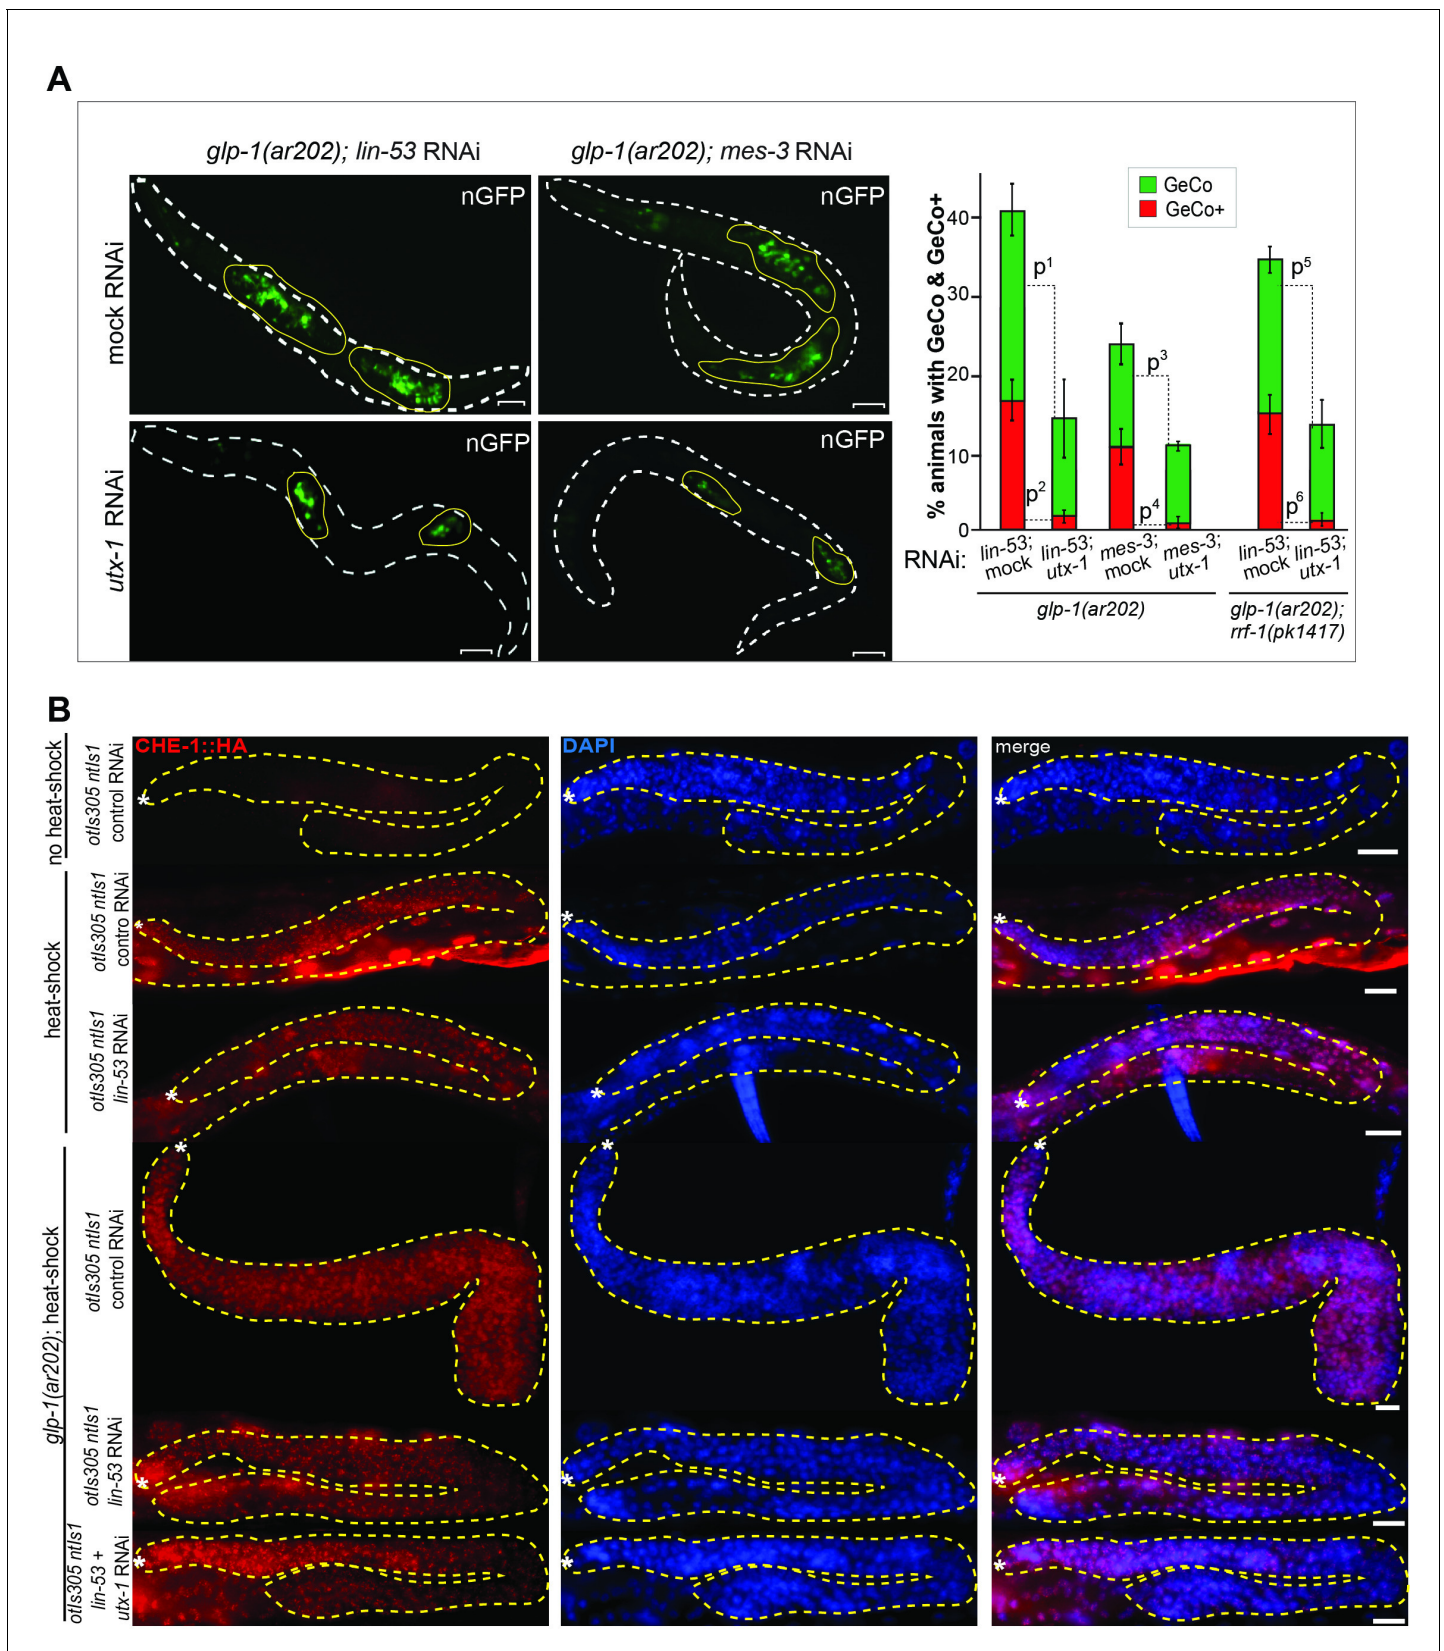 A
glp-1(ar202); lin-53 RNAi
glp-1(ar202); mes-3 RNAi
mock RNAi
nGFP
nGFP
utx-1 RNAi
nGFP
nGFP
% animals with GeCo & GeCo+
GeCo
GeCo+
40
30
20
10
0
p1
p2
p3
p4
p5
p6
RNAi:
lin-53; mock
lin-53; utx-1
mes-3; mock
mes-3; utx-1
lin-53; mock
lin-53; utx-1
glp-1(ar202)
glp-1(ar202);
rrf-1(pk1417)
B
CHE-1::HA
DAPI
merge
no heat-shock
otIs305 ntIs1
control RNAi
heat-shock
otIs305 ntIs1
contro RNAi
otIs305 ntIs1
lin-53 RNAi
glp-1(ar202); heat-shock
otIs305 ntIs1
control RNAi
otIs305 ntIs1
lin-53 RNAi
otIs305 ntIs1
lin-53 +
utx-1 RNAi